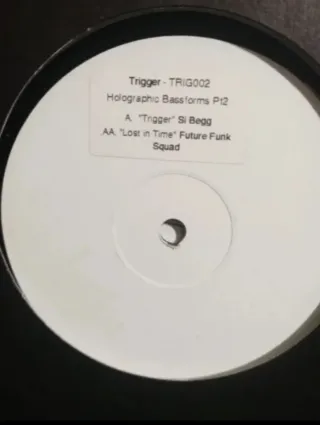 Trigger - TRIG002
Holographic Bassforms Pt2
A. "Trigger" Si Begg
AA. "Lost in Time" Future Funk
Squad